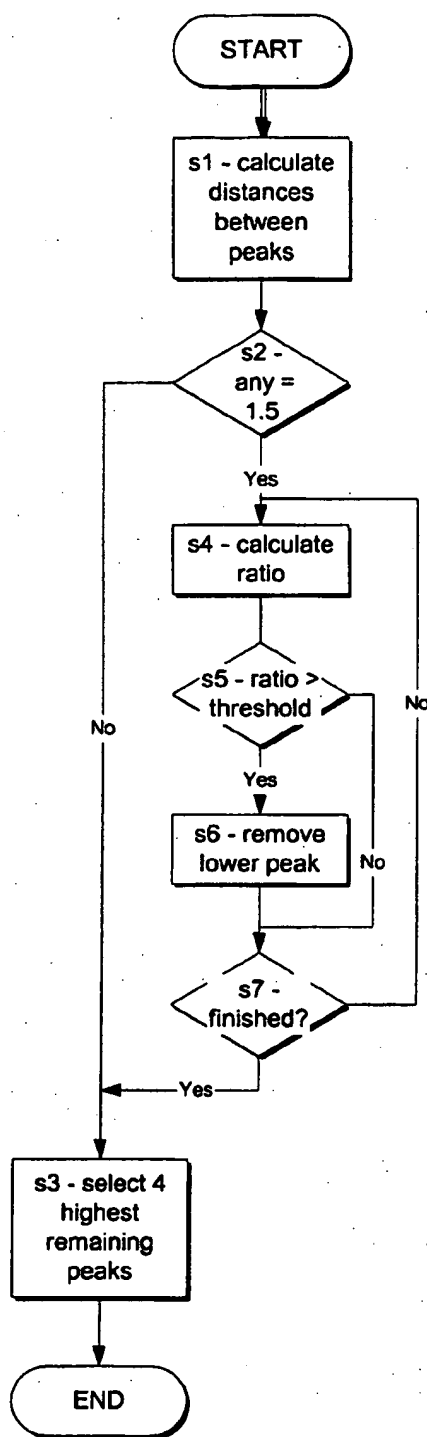 START
s1 - calculate
distances
between
peaks
s2 -
any =
1.5
Yes
s4 - calculate
ratio
s5 - ratio >
threshold
No
No
Yes
s6 - remove
lower peak
No
s7 -
finished?
Yes
s3 - select 4
highest
remaining
peaks
END